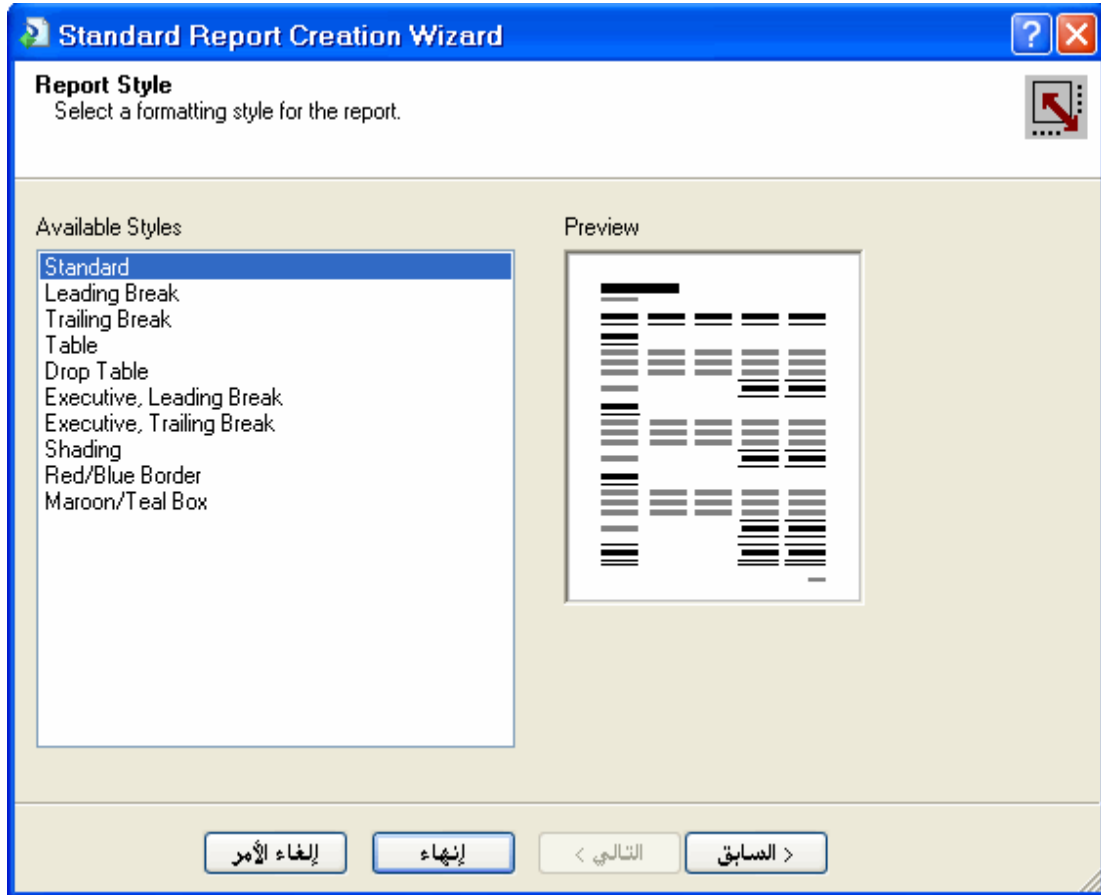 Standard Report Creation Wizard
Report Style
Select a formatting style for the report.
Available Styles
Preview
Standard
Leading Break
Trailing Break
Table
Drop Table
Executive, Leading Break
Executive, Trailing Break
Shading
Red/Blue Border
Maroon/Teal Box
< السابق
التالي >
إنهاء
إلغاء الأمر